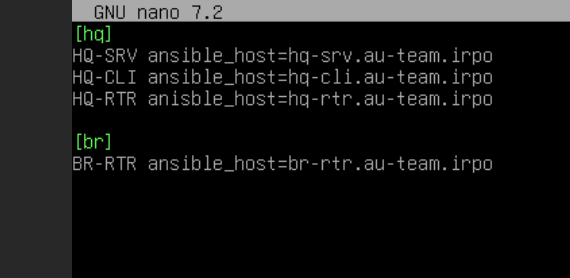 GNU nano 7.2
[hq]
HQ-SRV ansible_host=hq-srv.au-team.irpo
HQ-CLI ansible_host=hq-cli.au-team.irpo
HQ-RTR anisble_host=hq-rtr.au-team.irpo
[br]
BR-RTR ansible_host=br-rtr.au-team.irpo